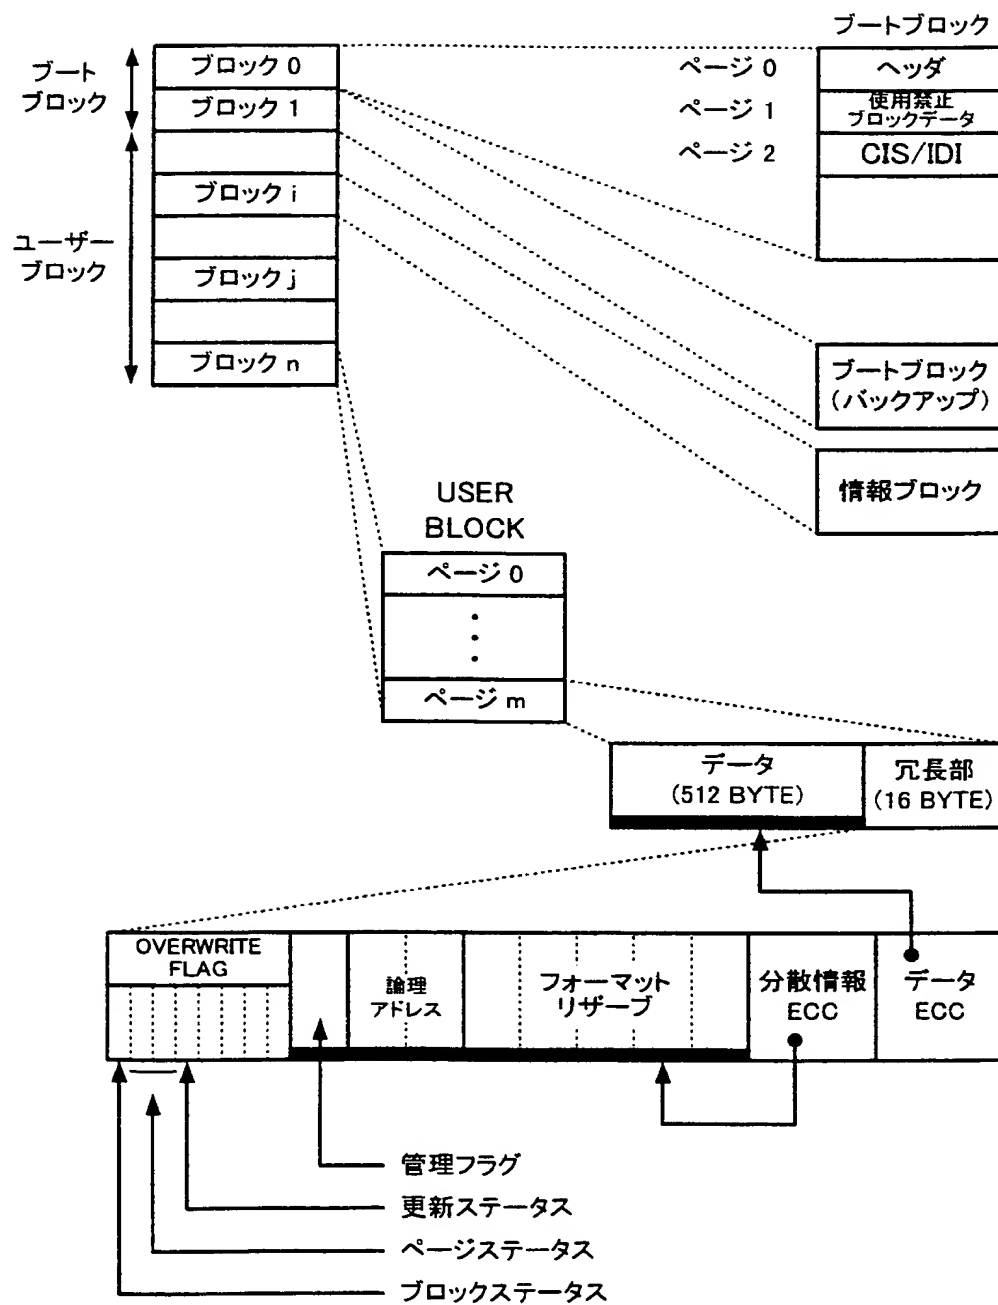 ブートブロック
ブート
ブロック
ブロック 0
ブロック 1
ブロック i
ブロック j
ブロック n
ユーザー
ブロック
ページ 0
ページ 1
ページ 2
ヘッダ
使用禁止
ブロックデータ
CIS/IDI
ブートブロック
(バックアップ)
情報ブロック
USER
BLOCK
ページ 0
ページ m
データ
(512 BYTE)
冗長部
(16 BYTE)
OVERWRITE
FLAG
論理
アドレス
フォーマット
リザーブ
分散情報
ECC
データ
ECC
管理フラグ
更新ステータス
ページステータス
ブロックステータス